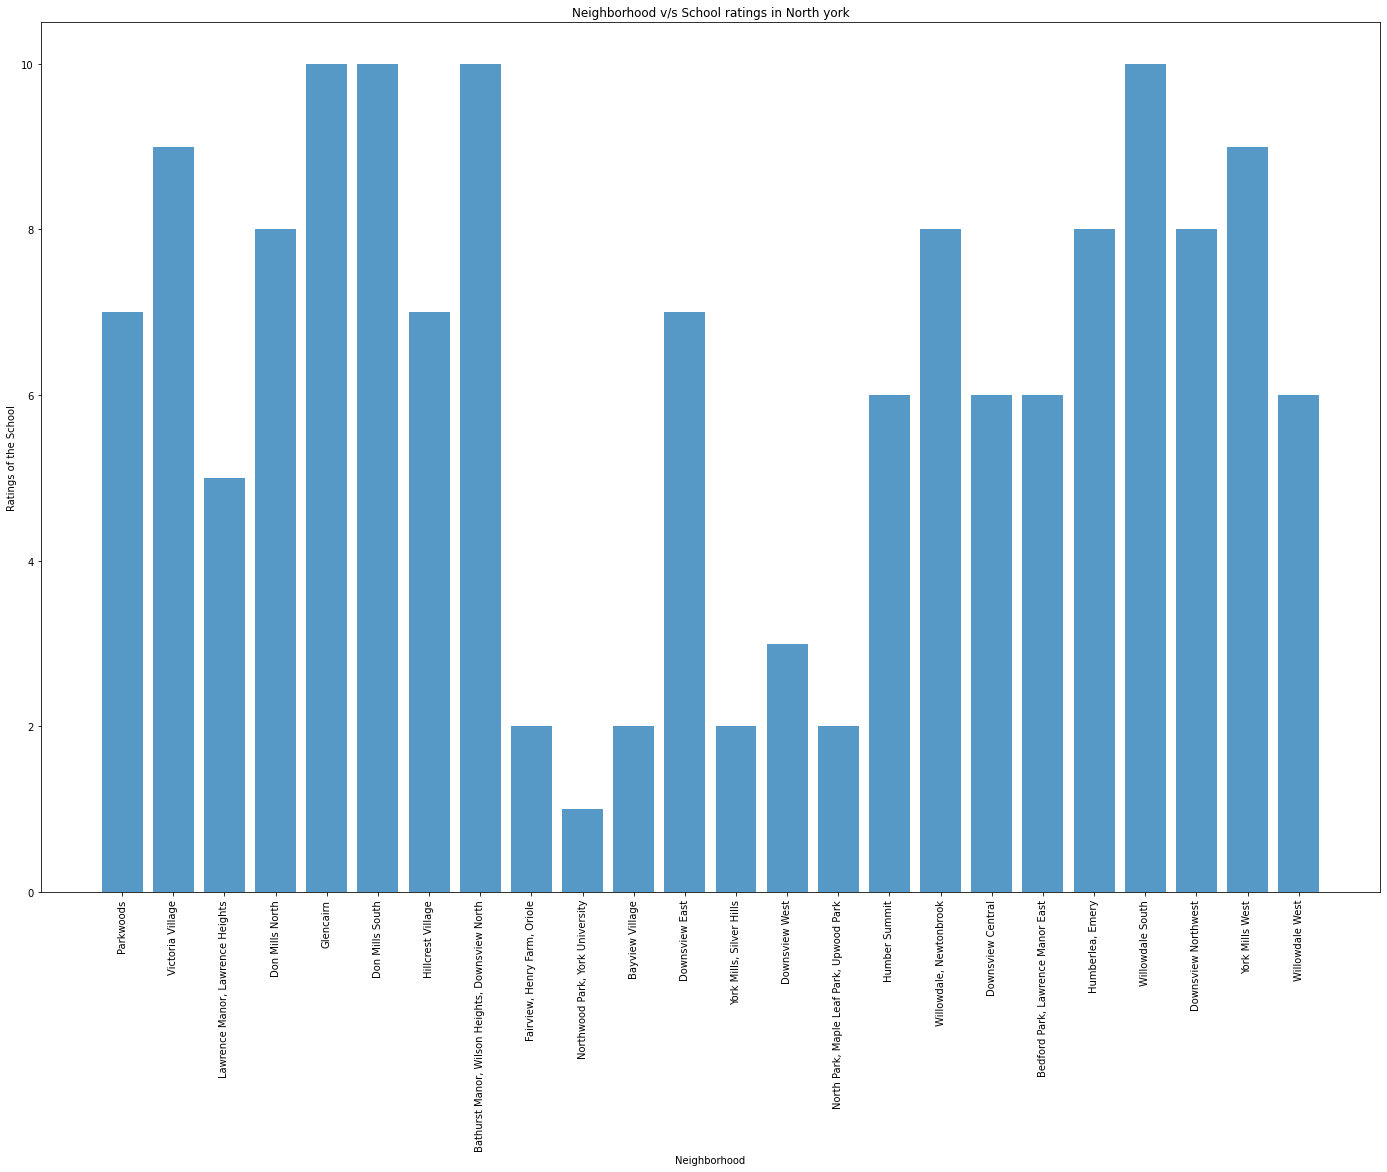 Neighborhood v/s School ratings in North york
Ratings of the School
10
8
6
4
2
0
Parkwoods
Victoria Village
Lawrence Manor, Lawrence Heights
Don Mills North
Glencairn
Don Mills South
Hillcrest Village
Bathurst Manor, Wilson Heights, Downsview North
Fairview, Henry Farm, Oriole
Northwood Park, York University
Bayview Village
Downsview East
York Mills, Silver Hills
Downsview West
North Park, Maple Leaf Park, Upwood Park
Humber Summit
Willowdale, Newtonbrook
Downsview Central
Bedford Park, Lawrence Manor East
Humberlea, Emery
Willowdale South
Downsview Northwest
York Mills West
Willowdale West
Neighborhood